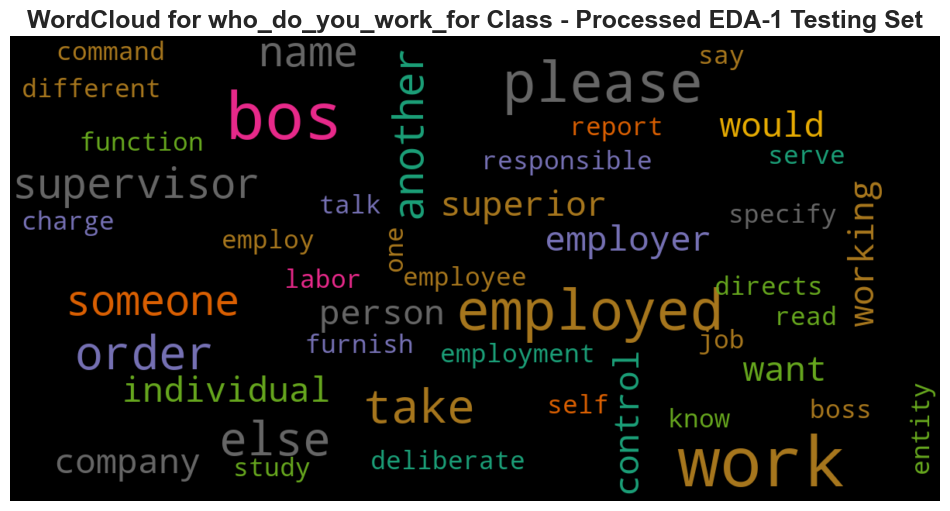 WordCloud for who_do_you_work_for Class - Processed EDA-1 Testing Set
command
name
say
different
bos
another
please
report
would
function
responsible
serve
supervisor
talk
superior
specify
working
charge
employ
one
employer
labor
employee
directs
someone
person
employed
read
order
furnish
employment
job
control
want
individual
take
self
know
boss
entity
else
company
study
deliberate
work